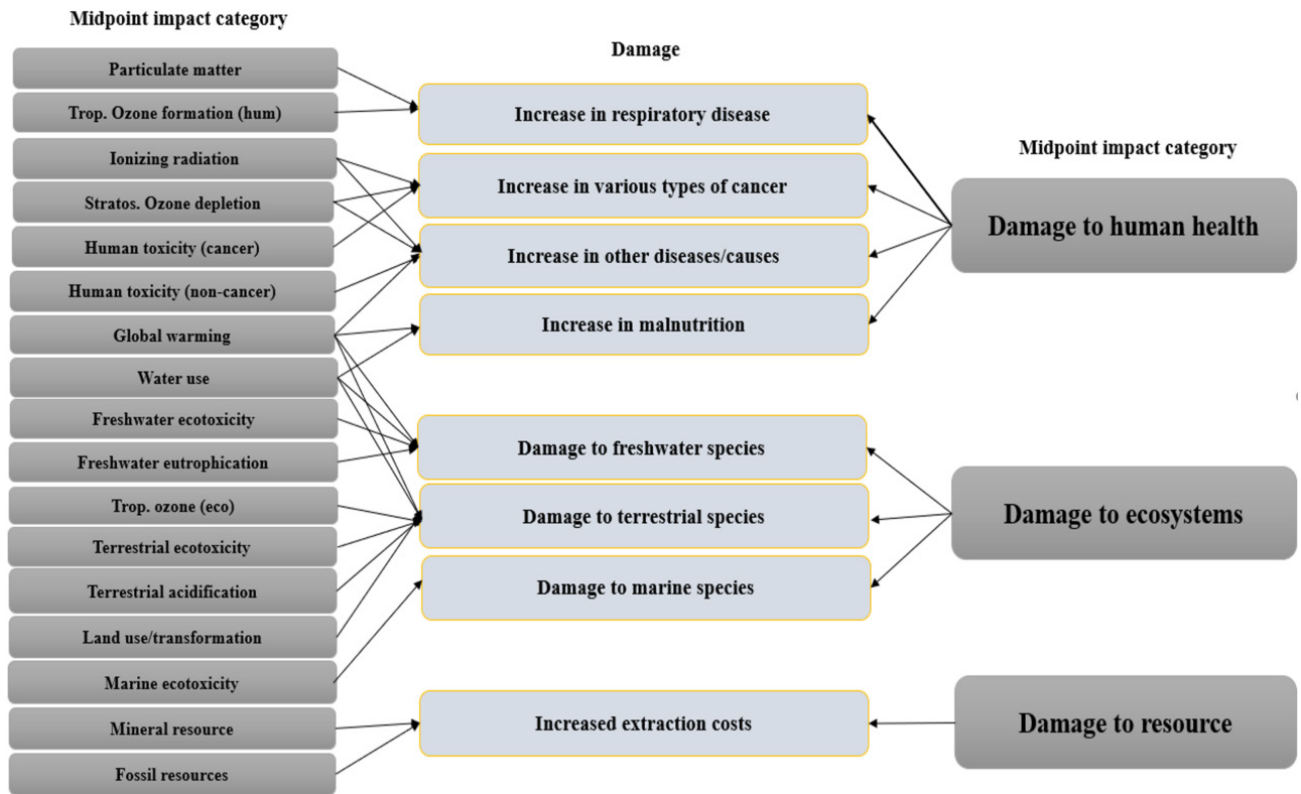 Midpoint impact category
Particulate matter
Trop. Ozone formation (hum)
Ionizing radiation
Stratos. Ozone depletion
Human toxicity (cancer)
Human toxicity (non-cancer)
Global warming
Water use
Freshwater ecotoxicity
Freshwater eutrophication
Trop. ozone (eco)
Terrestrial ecotoxicity
Terrestrial acidification
Land use/transformation
Marine ecotoxicity
Mineral resource
Fossil resources
Damage
Increase in respiratory disease
Increase in various types of cancer
Increase in other diseases/causes
Increase in malnutrition
Damage to freshwater species
Damage to terrestrial species
Damage to marine species
Increased extraction costs
Midpoint impact category
Damage to human health
Damage to ecosystems
Damage to resource